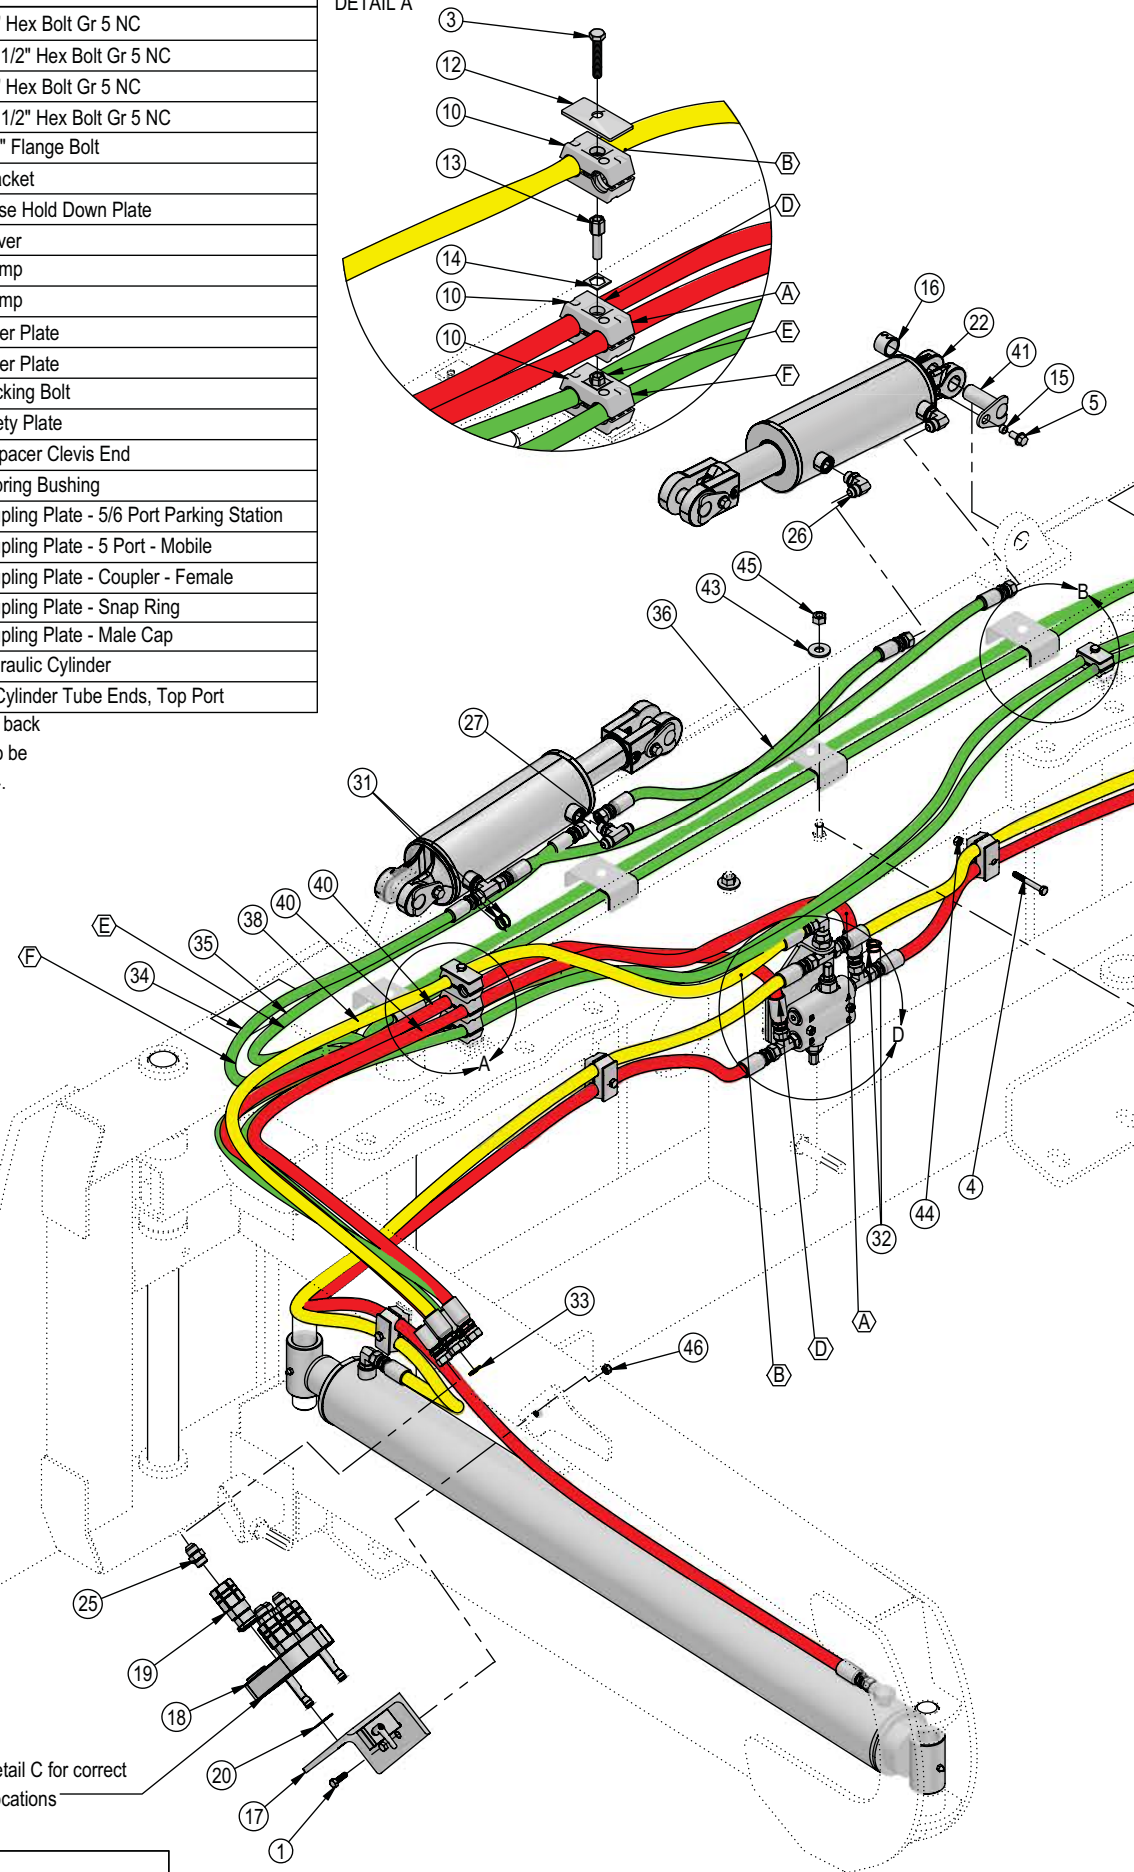 " Hex Bolt Gr 5 NC
1/2" Hex Bolt Gr 5 NC
" Hex Bolt Gr 5 NC
1/2" Hex Bolt Gr 5 NC
" Flange Bolt
acket
se Hold Down Plate
ver
mp
mp
er Plate
er Plate
cking Bolt
ety Plate
pacer Clevis End
oring Bushing
pling Plate - 5/6 Port Parking Station
pling Plate - 5 Port - Mobile
pling Plate - Coupler - Female
pling Plate - Snap Ring
pling Plate - Male Cap
raulic Cylinder
Cylinder Tube Ends, Top Port
back
o be
.
DETAIL A
3
12
10
B
13
D
14
10
A
10
E
F
16
22
41
15
5
26
45
43
36
B
27
31
40
40
38
E
35
F
34
A
D
44
4
32
A
D
B
33
46
25
19
18
20
17
1
etail C for correct
ocations